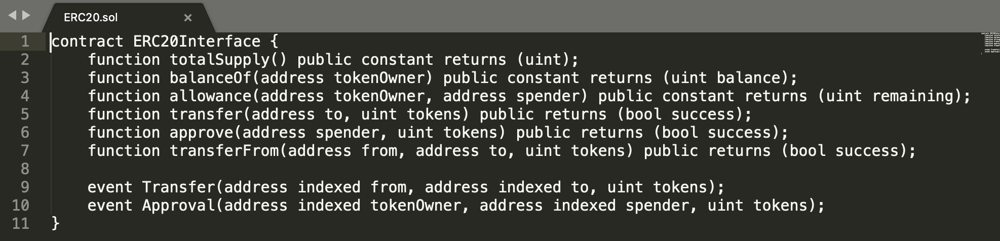 ERC20.sol ×
1 contract ERC20Interface {
2     function totalSupply() public constant returns (uint);
3     function balanceOf(address tokenOwner) public constant returns (uint balance);
4     function allowance(address tokenOwner, address spender) public constant returns (uint remaining);
5     function transfer(address to, uint tokens) public returns (bool success);
6     function approve(address spender, uint tokens) public returns (bool success);
7     function transferFrom(address from, address to, uint tokens) public returns (bool success);
8
9     event Transfer(address indexed from, address indexed to, uint tokens);
10     event Approval(address indexed tokenOwner, address indexed spender, uint tokens);
11 }